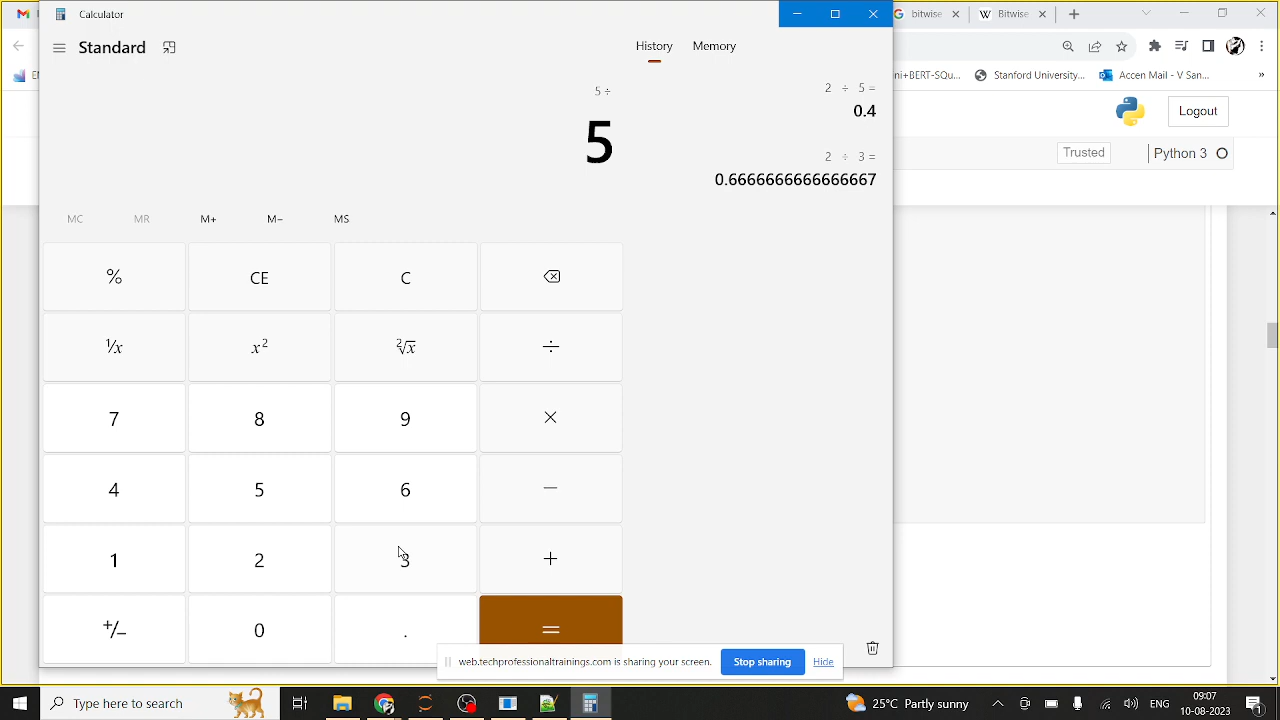 Calculator
bitwise
Bitwise
Standard
History
Memory
5 ÷
5
2 ÷ 5 =
0.4
2 ÷ 3 =
0.6666666666666667
ni+BERT-SQu...
Stanford University...
Accen Mail - V San...
»
Logout
Trusted
Python 3
MC
MR
M+
M−
MS
%
CE
C
1/x
x2
2√x
÷
7
8
9
×
4
5
6
−
1
2
3
+
+/−
0
.
=
web.techprofessionaltrainings.com is sharing your screen.
Stop sharing
Hide
Type here to search
25°C Partly sunny
ENG
09:07
10-08-2023